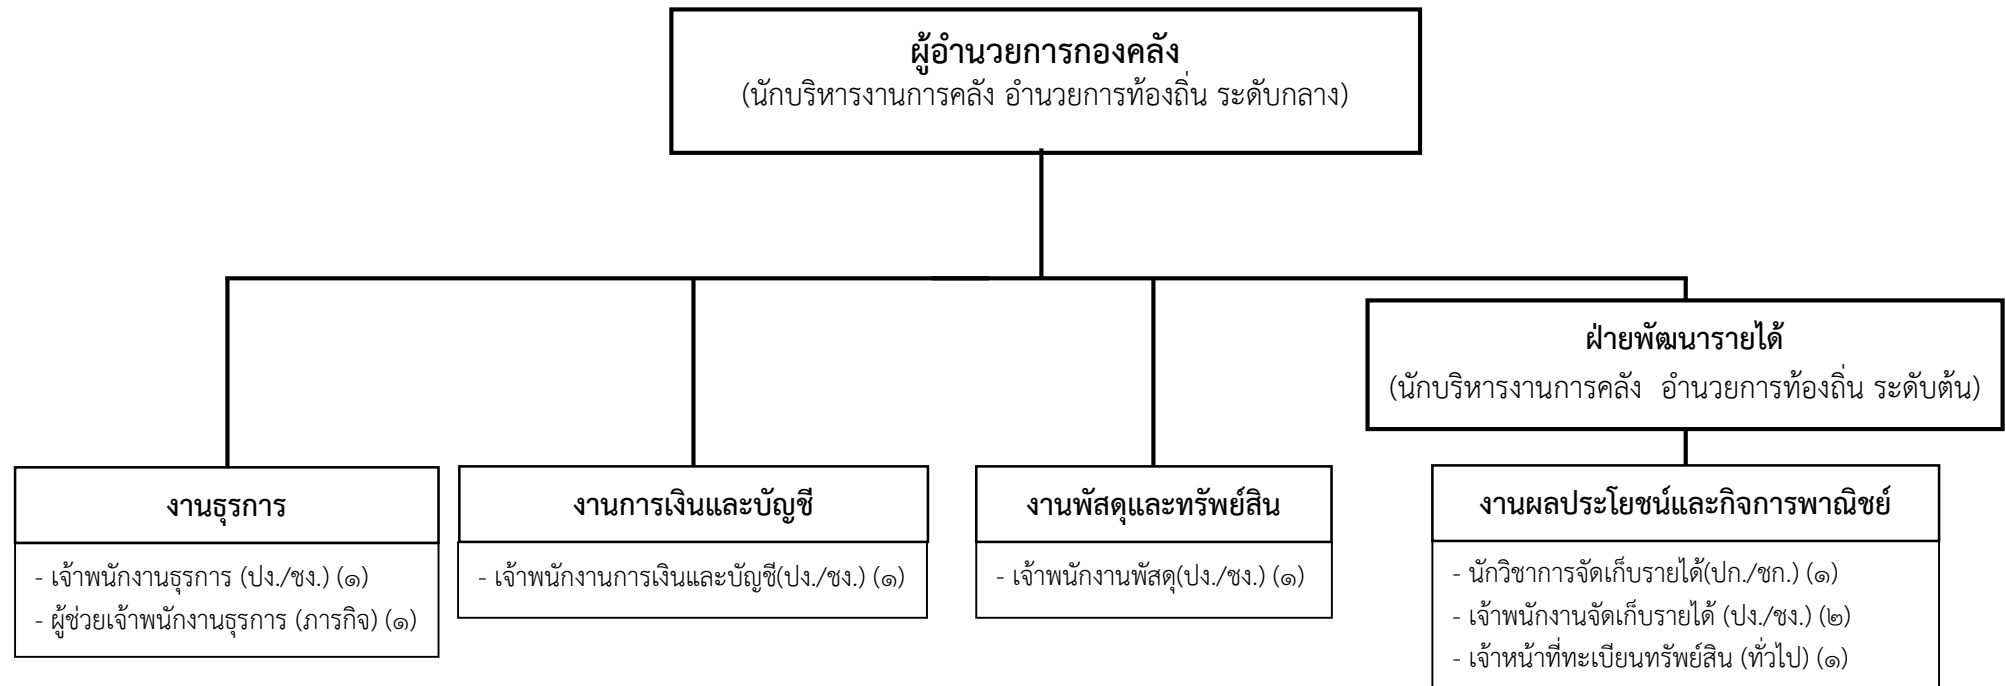 ผู้อำนวยการกองคลัง
(นักบริหารงานการคลัง อำนวยการท้องถิ่น ระดับกลาง)
ฝ่ายพัฒนารายได้
(นักบริหารงานการคลัง อำนวยการท้องถิ่น ระดับต้น)
งานธุรการ
- เจ้าพนักงานธุรการ (ปง./ชง.) (๑)
- ผู้ช่วยเจ้าพนักงานธุรการ (ภารกิจ) (๑)
งานการเงินและบัญชี
- เจ้าพนักงานการเงินและบัญชี(ปง./ชง.) (๑)
งานพัสดุและทรัพย์สิน
- เจ้าพนักงานพัสดุ(ปง./ชง.) (๑)
งานผลประโยชน์และกิจการพาณิชย์
- นักวิชาการจัดเก็บรายได้(ปก./ชก.) (๑)
- เจ้าพนักงานจัดเก็บรายได้ (ปง./ชง.) (๒)
- เจ้าหน้าที่ทะเบียนทรัพย์สิน (ทั่วไป) (๑)